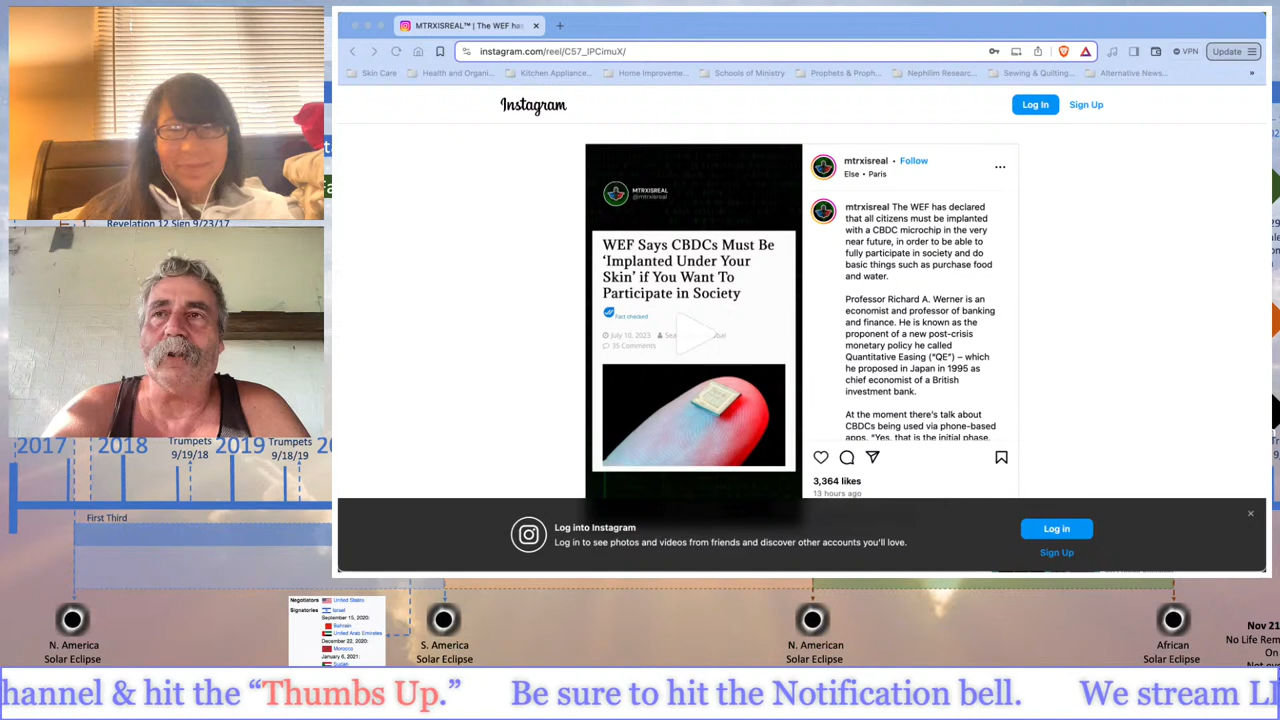 MTRXISREAL™ | The WEF has
instagram.com/reel/C57_IPCimuX/
VPN
Update
Skin Care
Health and Organi...
Home Improveme...
Schools of Ministry
Prophets & Proph...
Nephilim Researc...
Sewing & Quilting...
Alternative News...
»
Instagram
Log In
Sign Up
MTRXISREAL
@mtrxisreal
WEF Says CBDCs Must Be
‘Implanted Under Your
Skin’ if You Want To
Participate in Society
Fact checked
July 10, 2023
35 Comments
mtrxisreal • Follow
Else • Paris
mtrxisreal The WEF has declared
that all citizens must be implanted
with a CBDC microchip in the very
near future, in order to be able to
fully participate in society and do
basic things such as purchase food
and water.
Professor Richard A. Werner is an
economist and professor of banking
and finance. He is known as the
proponent of a new post-crisis
monetary policy he called
Quantitative Easing (“QE”) – which
he proposed in Japan in 1995 as
chief economist of a British
investment bank.
At the moment there's talk about
CBDCs being used via phone-based
apps. "Yes, that is the initial phase,
3,364 likes
13 hours ago
Log into Instagram
Log in to see photos and videos from friends and discover other accounts you'll love.
Log in
Sign Up
1
Revelation 12 Sign 9/23/17
2017
2018
Trumpets
9/19/18
2019
Trumpets
9/18/19
First Third
Negotiators
United States
Signatories
Israel
September 15, 2020:
Bahrain
United Arab Emirates
December 22, 2020:
Morocco
January 6, 2021:
Sudan
N. America
Solar Eclipse
S. America
Solar Eclipse
N. American
Solar Eclipse
African
Solar Eclipse
Nov 21
No Life Rem
On
hannel & hit the “Thumbs Up.” Be sure to hit the Notification bell. We stream LI